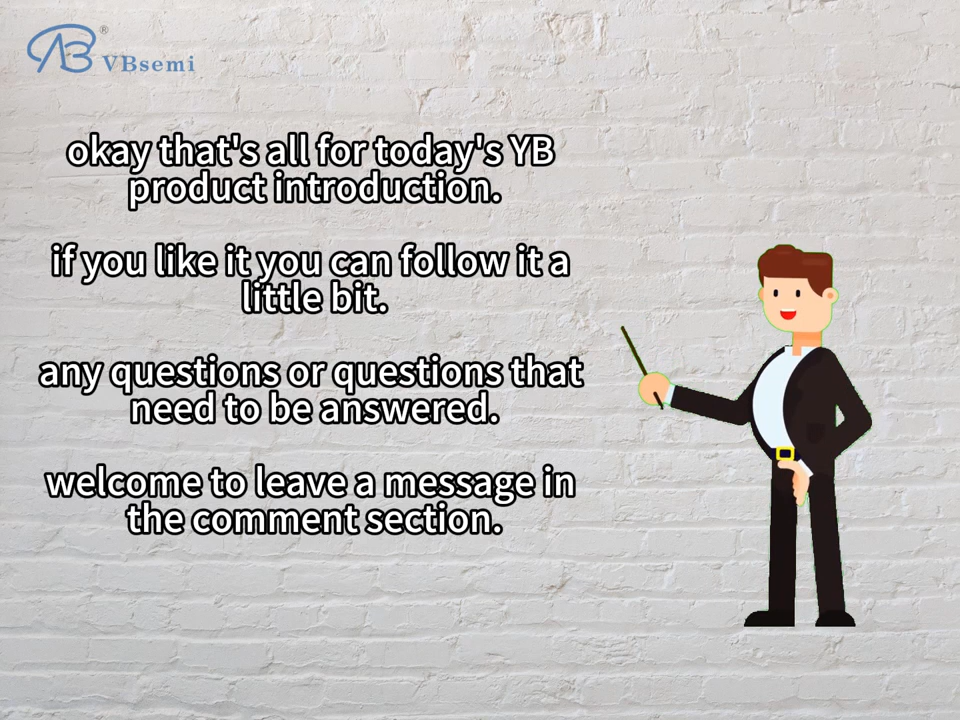 VBsemi
®
okay that's all for today's YB
product introduction.
if you like it you can follow it a
little bit.
any questions or questions that
need to be answered.
welcome to leave a message in
the comment section.